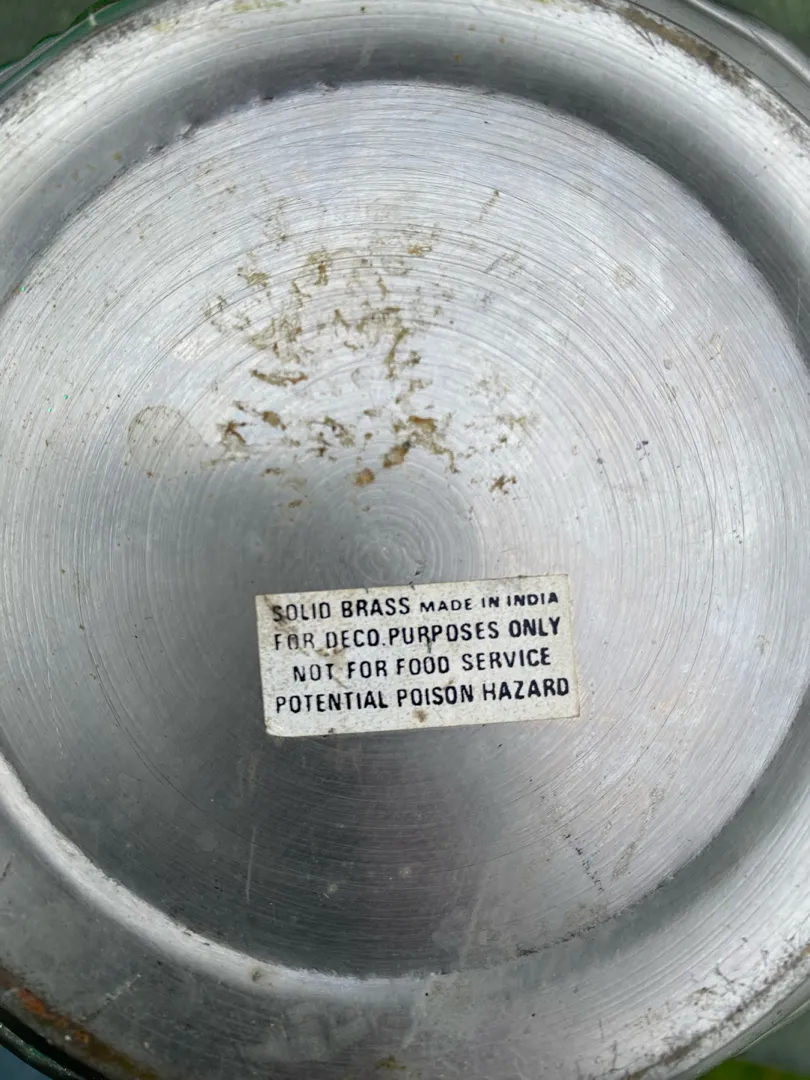 SOLID BRASS MADE IN INDIA
FOR DECO.PURPOSES ONLY
NOT FOR FOOD SERVICE
POTENTIAL POISON HAZARD